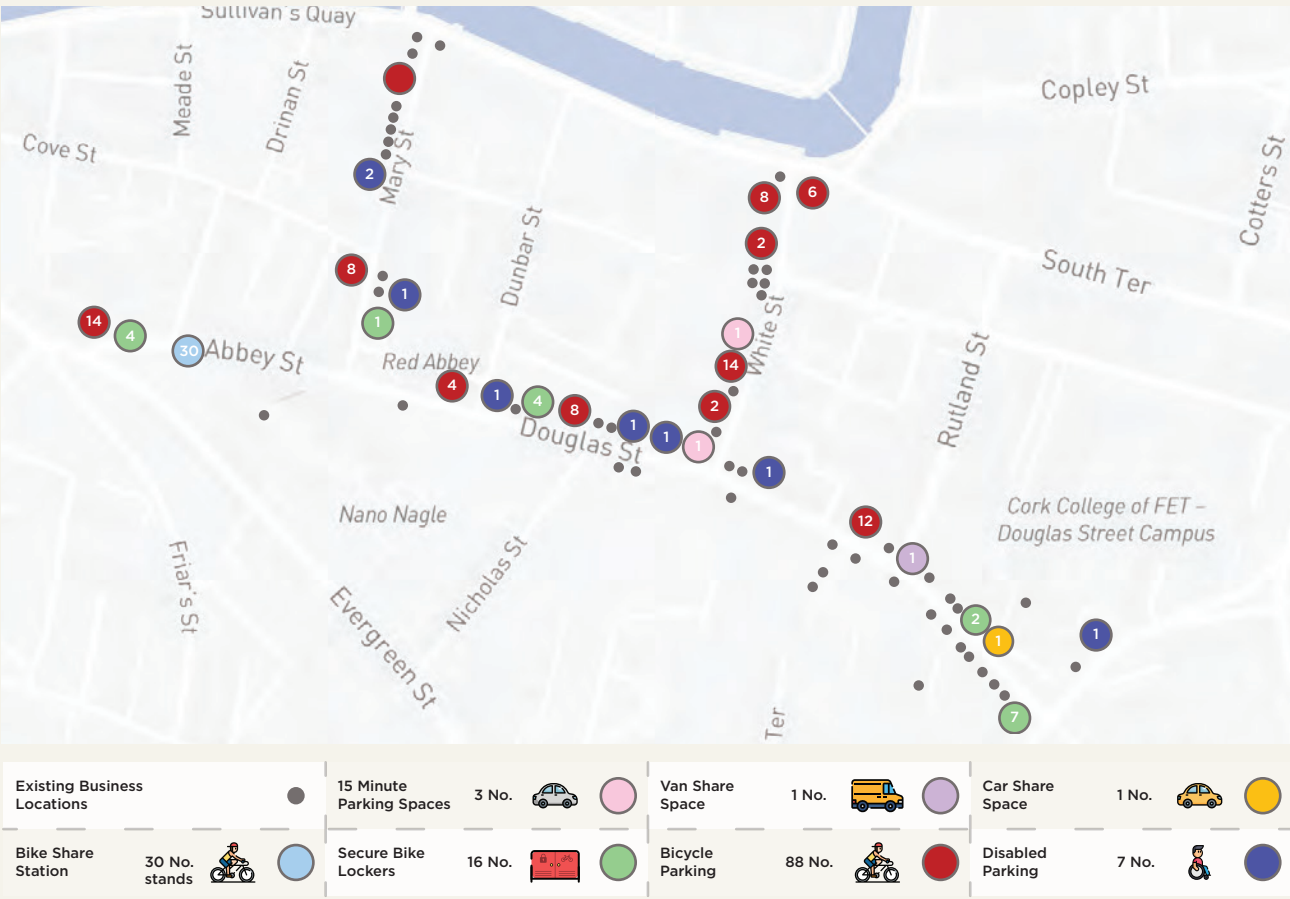 Sullivan's Quay
Meade St
Drinan St
Copley St
Cove St
Mary St
2
8
6
Cotters St
2
Dunbar St
South Ter
8
1
14
4
1
30
Abbey St
Red Abbey
1
White St
14
Rutland St
4
1
4
8
1
1
1
2
Douglas St
1
Nano Nagle
12
Cork College of FET –
Douglas Street Campus
Friar's St
Nicholas St
Evergreen St
1
2
1
1
7
Ter
Existing Business
Locations
15 Minute
Parking Spaces
3 No.
Van Share
Space
1 No.
Car Share
Space
1 No.
Bike Share
Station
30 No.
stands
Secure Bike
Lockers
16 No.
Bicycle
Parking
88 No.
Disabled
Parking
7 No.